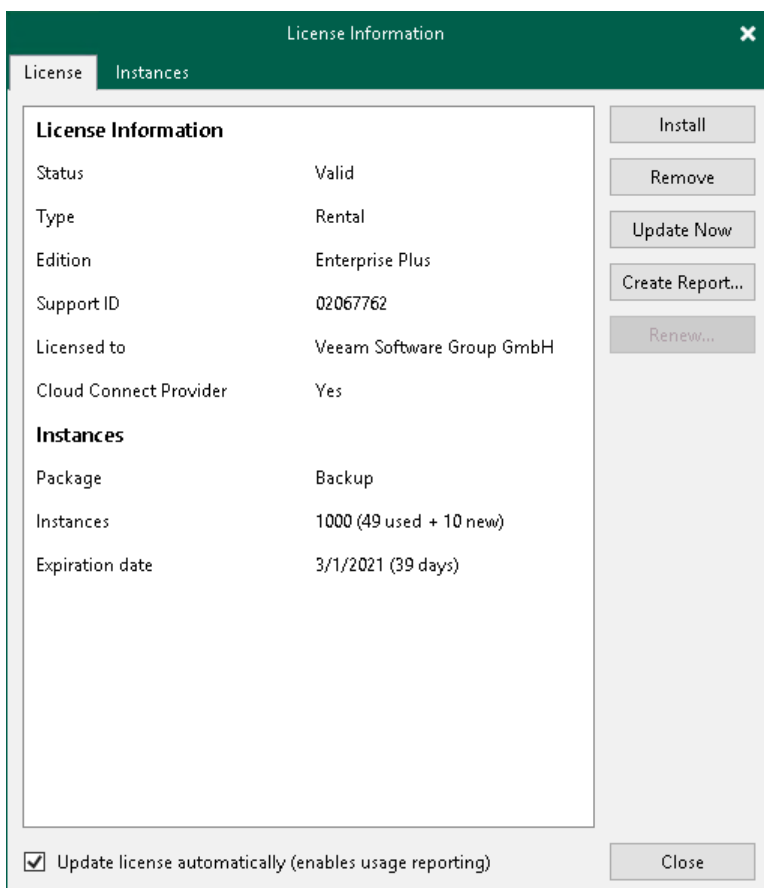 License Information
License Instances
License Information
Status Valid
Type Rental
Edition Enterprise Plus
Support ID 02067762
Licensed to Veeam Software Group GmbH
Cloud Connect Provider Yes
Instances
Package Backup
Instances 1000 (49 used + 10 new)
Expiration date 3/1/2021 (39 days)
Install
Remove
Update Now
Create Report...
Renew...
Update license automatically (enables usage reporting)
Close